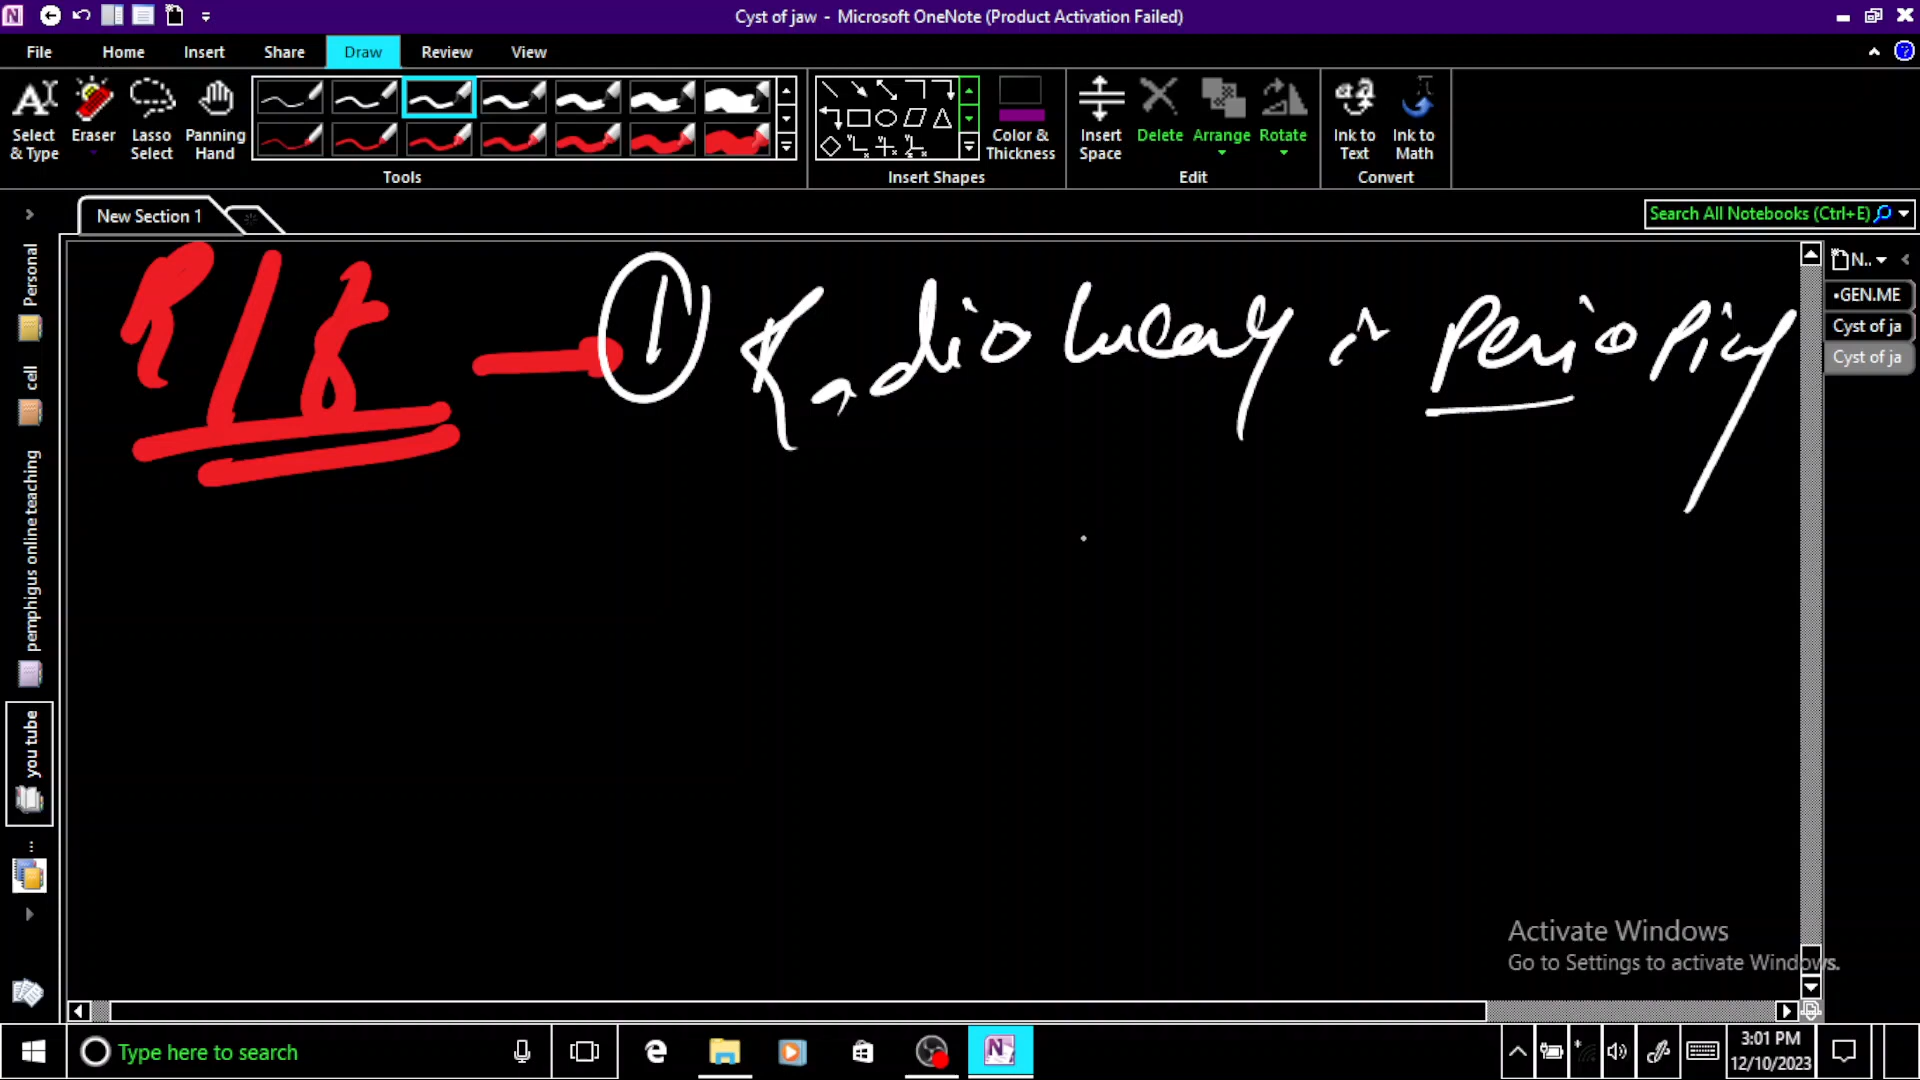 Cyst of jaw - Microsoft OneNote (Product Activation Failed)
File Home Insert Share Draw Review View
Select & Type
Eraser
Lasso Select
Panning Hand
Color & Thickness
Insert Space
Delete
Arrange
Rotate
Ink to Text
Ink to Math
Tools
Insert Shapes
Edit
Convert
New Section 1
Search All Notebooks (Ctrl+E)
Personal
cell
pemphigus online teaching
you tube
N..
•GEN.ME
Cyst of ja
Cyst of ja
R/f — ① Radiolucency in periapical
Activate Windows
Go to Settings to activate Windows.
Type here to search
3:01 PM
12/10/2023